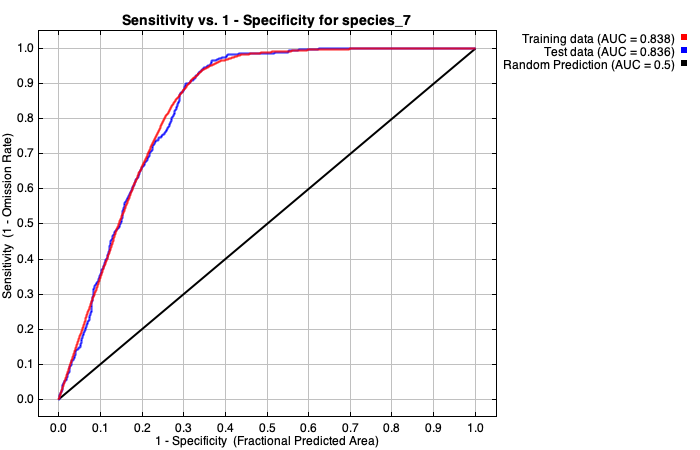 Sensitivity vs. 1 - Specificity for species_7
Training data (AUC = 0.838)
Test data (AUC = 0.836)
Random Prediction (AUC = 0.5)
Sensitivity (1 - Omission Rate)
1.0
0.9
0.8
0.7
0.6
0.5
0.4
0.3
0.2
0.1
0.0
0.0 0.1 0.2 0.3 0.4 0.5 0.6 0.7 0.8 0.9 1.0
1 - Specificity (Fractional Predicted Area)